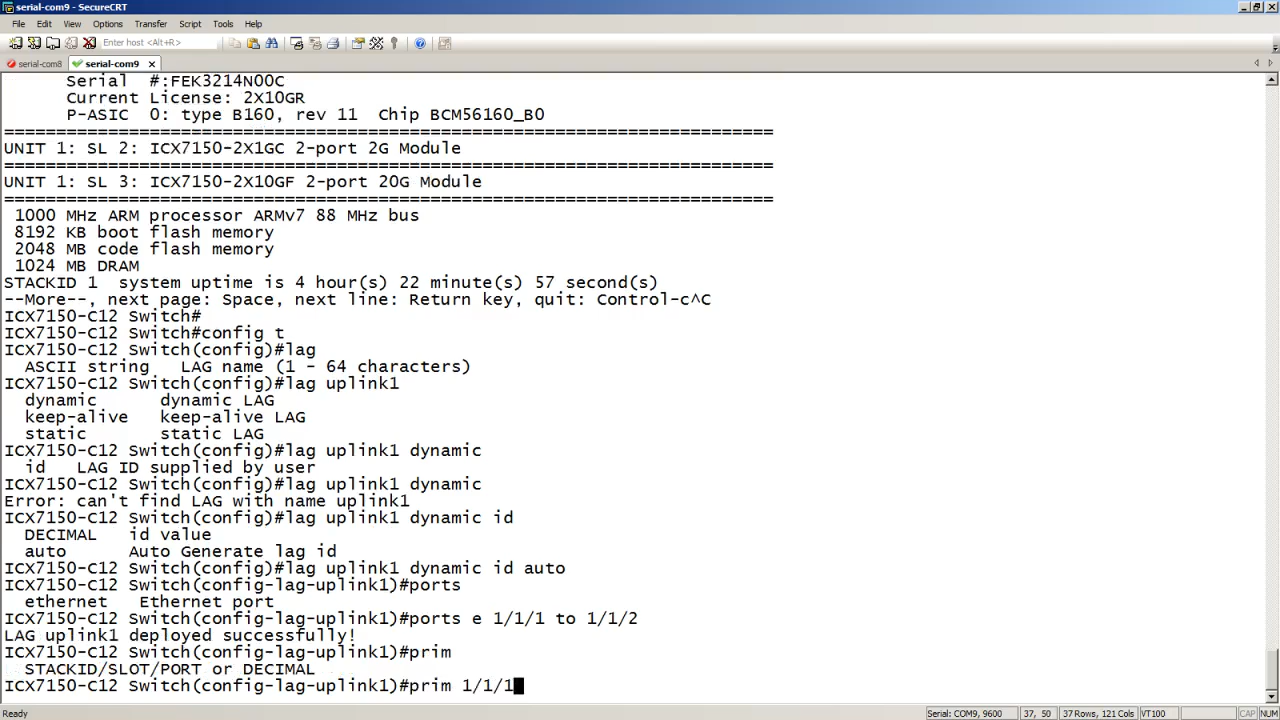 serial-com9 - SecureCRT
File Edit View Options Transfer Script Tools Help
Enter host <Alt+R>
serial-com8 serial-com9
Serial #:FEK3214N00C
Current License: 2X10GR
P-ASIC 0: type B160, rev 11 Chip BCM56160_B0
==========================================================================
UNIT 1: SL 2: ICX7150-2X1GC 2-port 2G Module
==========================================================================
UNIT 1: SL 3: ICX7150-2X10GF 2-port 20G Module
==========================================================================
1000 MHz ARM processor ARMv7 88 MHz bus
8192 KB boot flash memory
2048 MB code flash memory
1024 MB DRAM
STACKID 1 system uptime is 4 hour(s) 22 minute(s) 57 second(s)
--More--, next page: Space, next line: Return key, quit: Control-c^C
ICX7150-C12 Switch#
ICX7150-C12 Switch#config t
ICX7150-C12 Switch(config)#lag
ASCII string LAG name (1 - 64 characters)
ICX7150-C12 Switch(config)#lag uplink1
dynamic dynamic LAG
keep-alive keep-alive LAG
static static LAG
ICX7150-C12 Switch(config)#lag uplink1 dynamic
id LAG ID supplied by user
ICX7150-C12 Switch(config)#lag uplink1 dynamic
Error: can't find LAG with name uplink1
ICX7150-C12 Switch(config)#lag uplink1 dynamic id
DECIMAL id value
auto Auto Generate lag id
ICX7150-C12 Switch(config)#lag uplink1 dynamic id auto
ICX7150-C12 Switch(config-lag-uplink1)#ports
ethernet Ethernet port
ICX7150-C12 Switch(config-lag-uplink1)#ports e 1/1/1 to 1/1/2
LAG uplink1 deployed successfully!
ICX7150-C12 Switch(config-lag-uplink1)#prim
STACKID/SLOT/PORT or DECIMAL
ICX7150-C12 Switch(config-lag-uplink1)#prim 1/1/1
Ready Serial: COM9, 9600 37, 50 37 Rows, 121 Cols VT100 CAP NUM